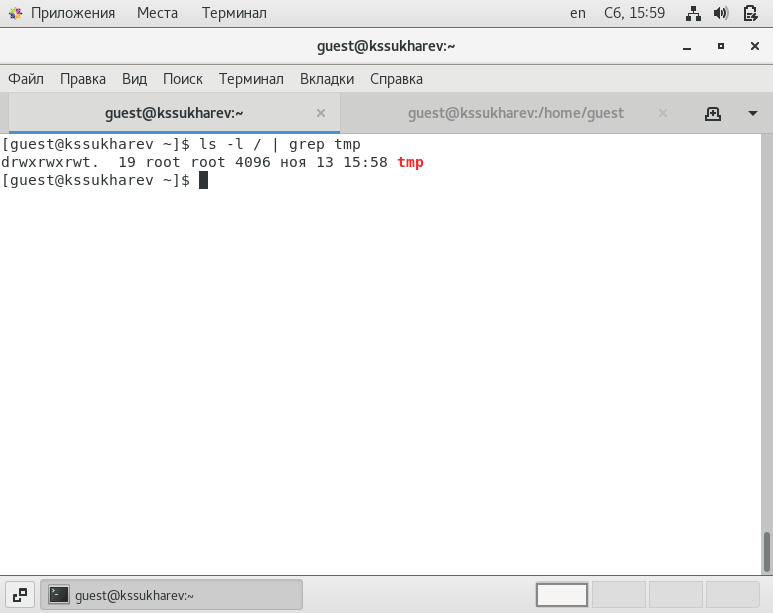 Приложения Места Терминал en Сб, 15:59
guest@kssukharev:~
Файл Правка Вид Поиск Терминал Вкладки Справка
guest@kssukharev:~ guest@kssukharev:/home/guest
[guest@kssukharev ~]$ ls -l / | grep tmp
drwxrwxrwt.  19 root root 4096 ноя 13 15:58 tmp
[guest@kssukharev ~]$
guest@kssukharev:~